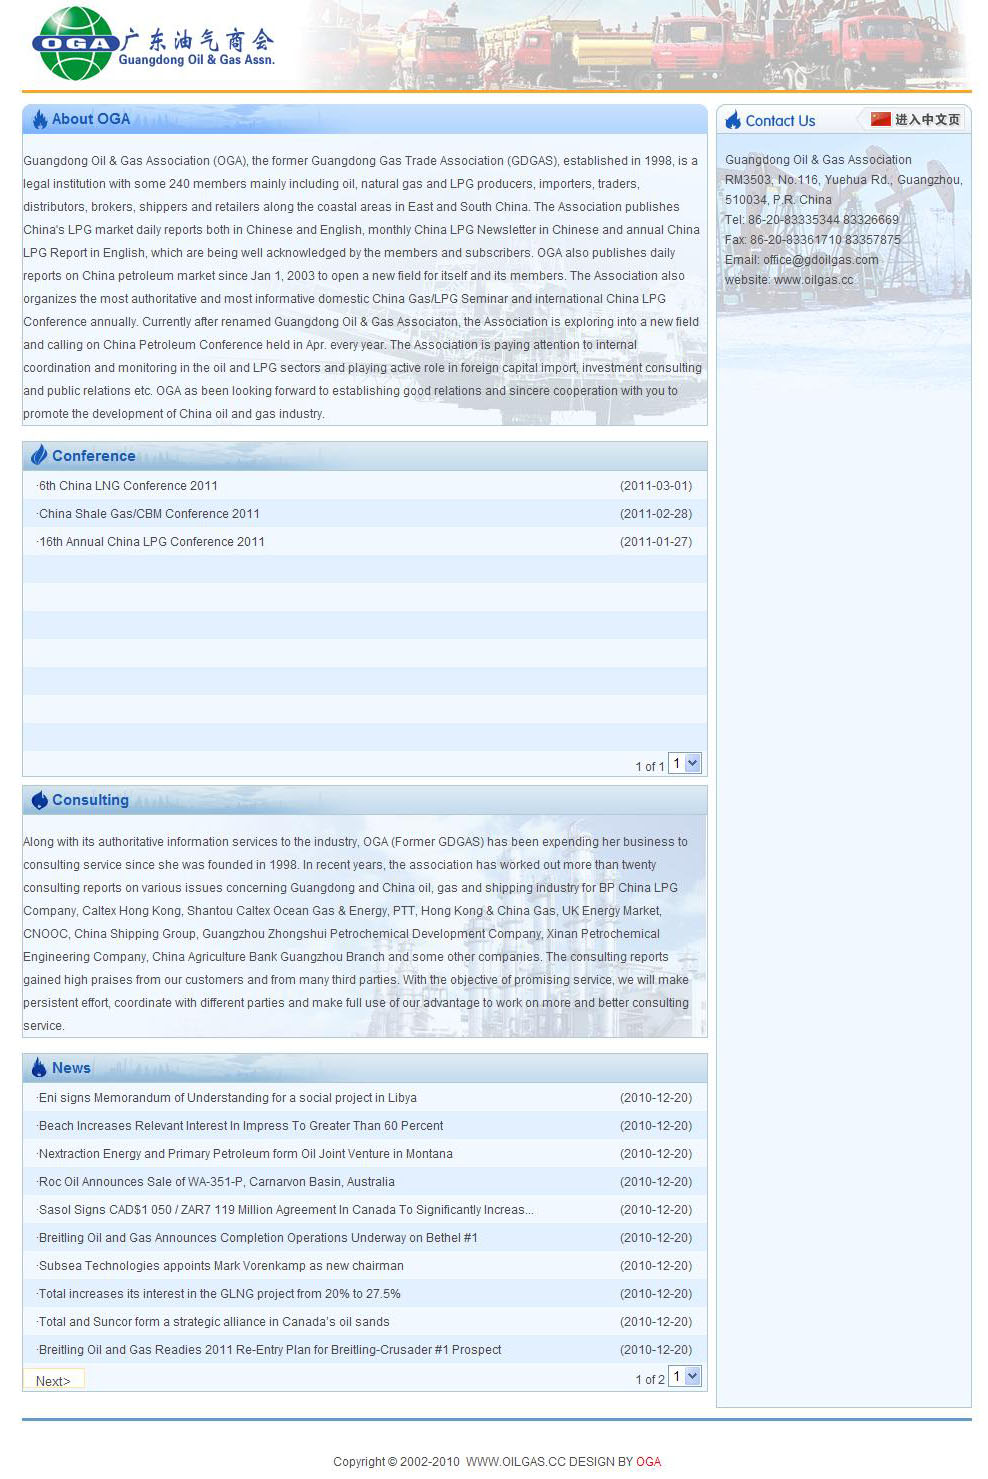 OGA 广东油气商会
Guangdong Oil & Gas Assn.
About OGA
Guangdong Oil & Gas Association (OGA), the former Guangdong Gas Trade Association (GDGAS), established in 1998, is a
legal institution with some 240 members mainly including oil, natural gas and LPG producers, importers, traders,
distributors, brokers, shippers and retailers along the coastal areas in East and South China. The Association publishes
China's LPG market daily reports both in Chinese and English, monthly China LPG Newsletter in Chinese and annual China
LPG Report in English, which are being well acknowledged by the members and subscribers. OGA also publishes daily
reports on China petroleum market since Jan 1, 2003 to open a new field for itself and its members. The Association also
organizes the most authoritative and most informative domestic China Gas/LPG Seminar and international China LPG
Conference annually. Currently after renamed Guangdong Oil & Gas Associaton, the Association is exploring into a new field
and calling on China Petroleum Conference held in Apr. every year. The Association is paying attention to internal
coordination and monitoring in the oil and LPG sectors and playing active role in foreign capital import, investment consulting
and public relations etc. OGA as been looking forward to establishing good relations and sincere cooperation with you to
promote the development of China oil and gas industry.
Contact Us 进入中文页
Guangdong Oil & Gas Association
RM3503, No.116, Yuehua Rd., Guangzhou,
510034, P.R. China
Tel: 86-20-83335344 83326669
Fax: 86-20-83361710 83357875
Email: office@gdoilgas.com
website: www.oilgas.cc
Conference
·6th China LNG Conference 2011 (2011-03-01)
·China Shale Gas/CBM Conference 2011 (2011-02-28)
·16th Annual China LPG Conference 2011 (2011-01-27)
1 of 1 1
Consulting
Along with its authoritative information services to the industry, OGA (Former GDGAS) has been expending her business to
consulting service since she was founded in 1998. In recent years, the association has worked out more than twenty
consulting reports on various issues concerning Guangdong and China oil, gas and shipping industry for BP China LPG
Company, Caltex Hong Kong, Shantou Caltex Ocean Gas & Energy, PTT, Hong Kong & China Gas, UK Energy Market,
CNOOC, China Shipping Group, Guangzhou Zhongshui Petrochemical Development Company, Xinan Petrochemical
Engineering Company, China Agriculture Bank Guangzhou Branch and some other companies. The consulting reports
gained high praises from our customers and from many third parties. With the objective of promising service, we will make
persistent effort, coordinate with different parties and make full use of our advantage to work on more and better consulting
service.
News
·Eni signs Memorandum of Understanding for a social project in Libya (2010-12-20)
·Beach Increases Relevant Interest In Impress To Greater Than 60 Percent (2010-12-20)
·Nextraction Energy and Primary Petroleum form Oil Joint Venture in Montana (2010-12-20)
·Roc Oil Announces Sale of WA-351-P, Carnarvon Basin, Australia (2010-12-20)
·Sasol Signs CAD$1 050 / ZAR7 119 Million Agreement In Canada To Significantly Increas... (2010-12-20)
·Breitling Oil and Gas Announces Completion Operations Underway on Bethel #1 (2010-12-20)
·Subsea Technologies appoints Mark Vorenkamp as new chairman (2010-12-20)
·Total increases its interest in the GLNG project from 20% to 27.5% (2010-12-20)
·Total and Suncor form a strategic alliance in Canada's oil sands (2010-12-20)
·Breitling Oil and Gas Readies 2011 Re-Entry Plan for Breitling-Crusader #1 Prospect (2010-12-20)
Next> 1 of 2 1
Copyright © 2002-2010 WWW.OILGAS.CC DESIGN BY OGA